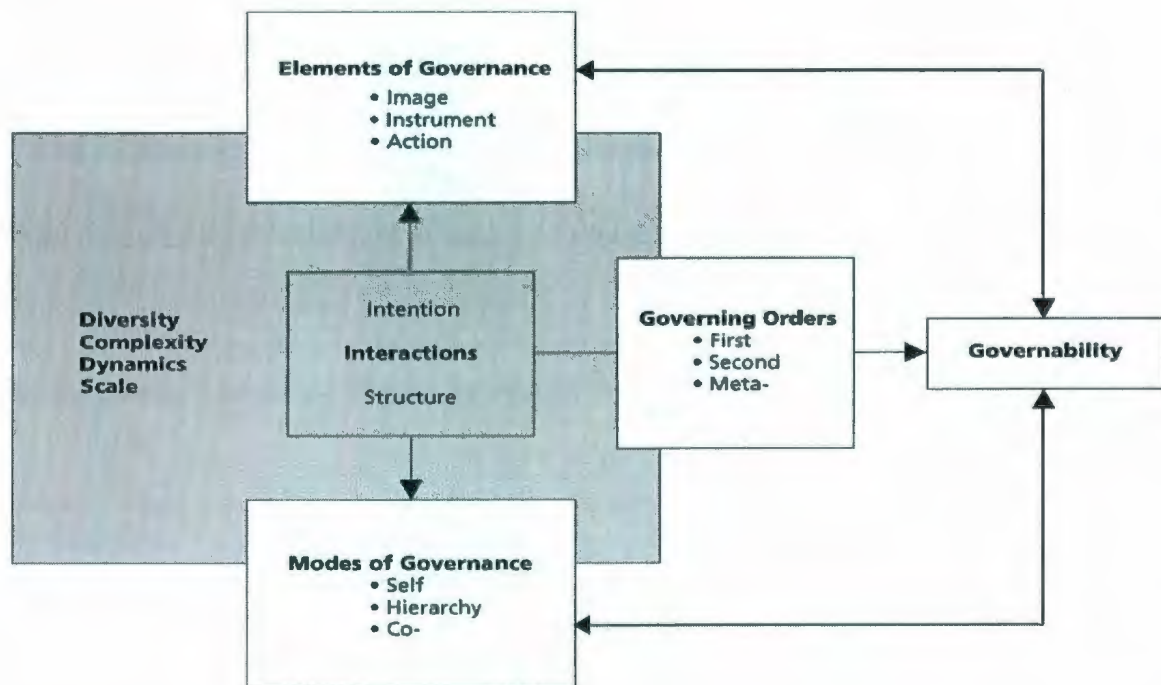 Elements of Governance
• Image
• Instrument
• Action
Diversity
Complexity
Dynamics
Scale
Intention
Interactions
Structure
Governing Orders
• First
• Second
• Meta-
Governability
Modes of Governance
• Self
• Hierarchy
• Co-